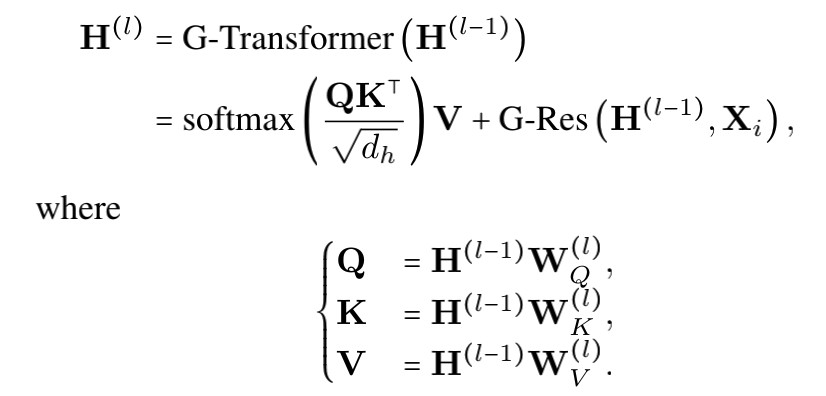 H^{(l)} = G-Transformer(H^{(l-1)})
= softmax(QK^⊤ / √d_h)V + G-Res(H^{(l-1)}, X_i),
where
Q = H^{(l-1)}W_Q^{(l)},
K = H^{(l-1)}W_K^{(l)},
V = H^{(l-1)}W_V^{(l)}.